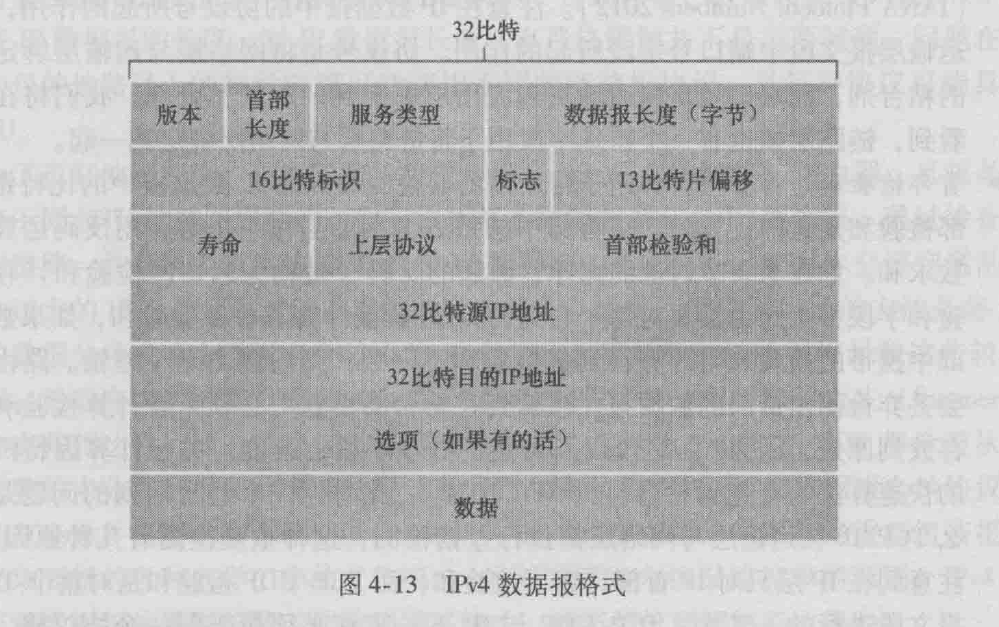 32比特
版本 首部长度 服务类型 数据报长度（字节）
16比特标识 标志 13比特片偏移
寿命 上层协议 首部检验和
32比特源IP地址
32比特目的IP地址
选项（如果有的话）
数据
图 4-13 IPv4 数据报格式